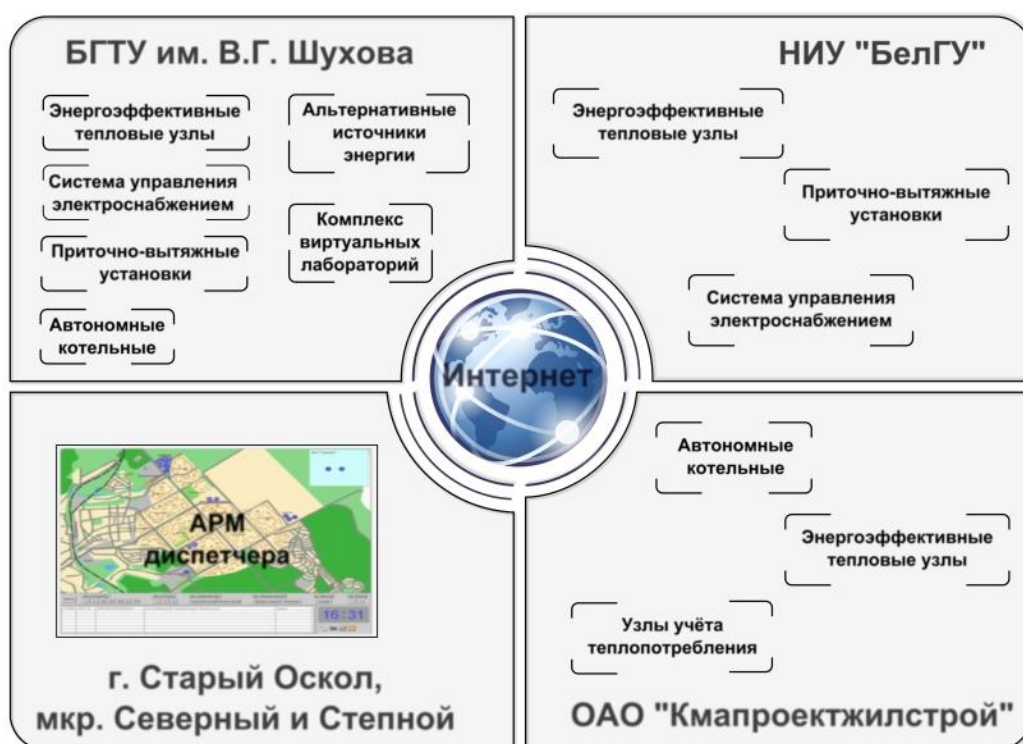 БГТУ им. В.Г. Шухова
Энергоэффективные
тепловые узлы
Система управления
электроснабжением
Приточно-вытяжные
установки
Автономные
котельные
Альтернативные
источники
энергии
Комплекс
виртуальных
лабораторий
НИУ "БелГУ"
Энергоэффективные
тепловые узлы
Приточно-вытяжные
установки
Система управления
электроснабжением
Интернет
АРМ
диспетчера
16:31
г. Старый Оскол,
мкр. Северный и Степной
Автономные
котельные
Энергоэффективные
тепловые узлы
Узлы учёта
теплопотребления
ОАО "Кмапроектжилстрой"